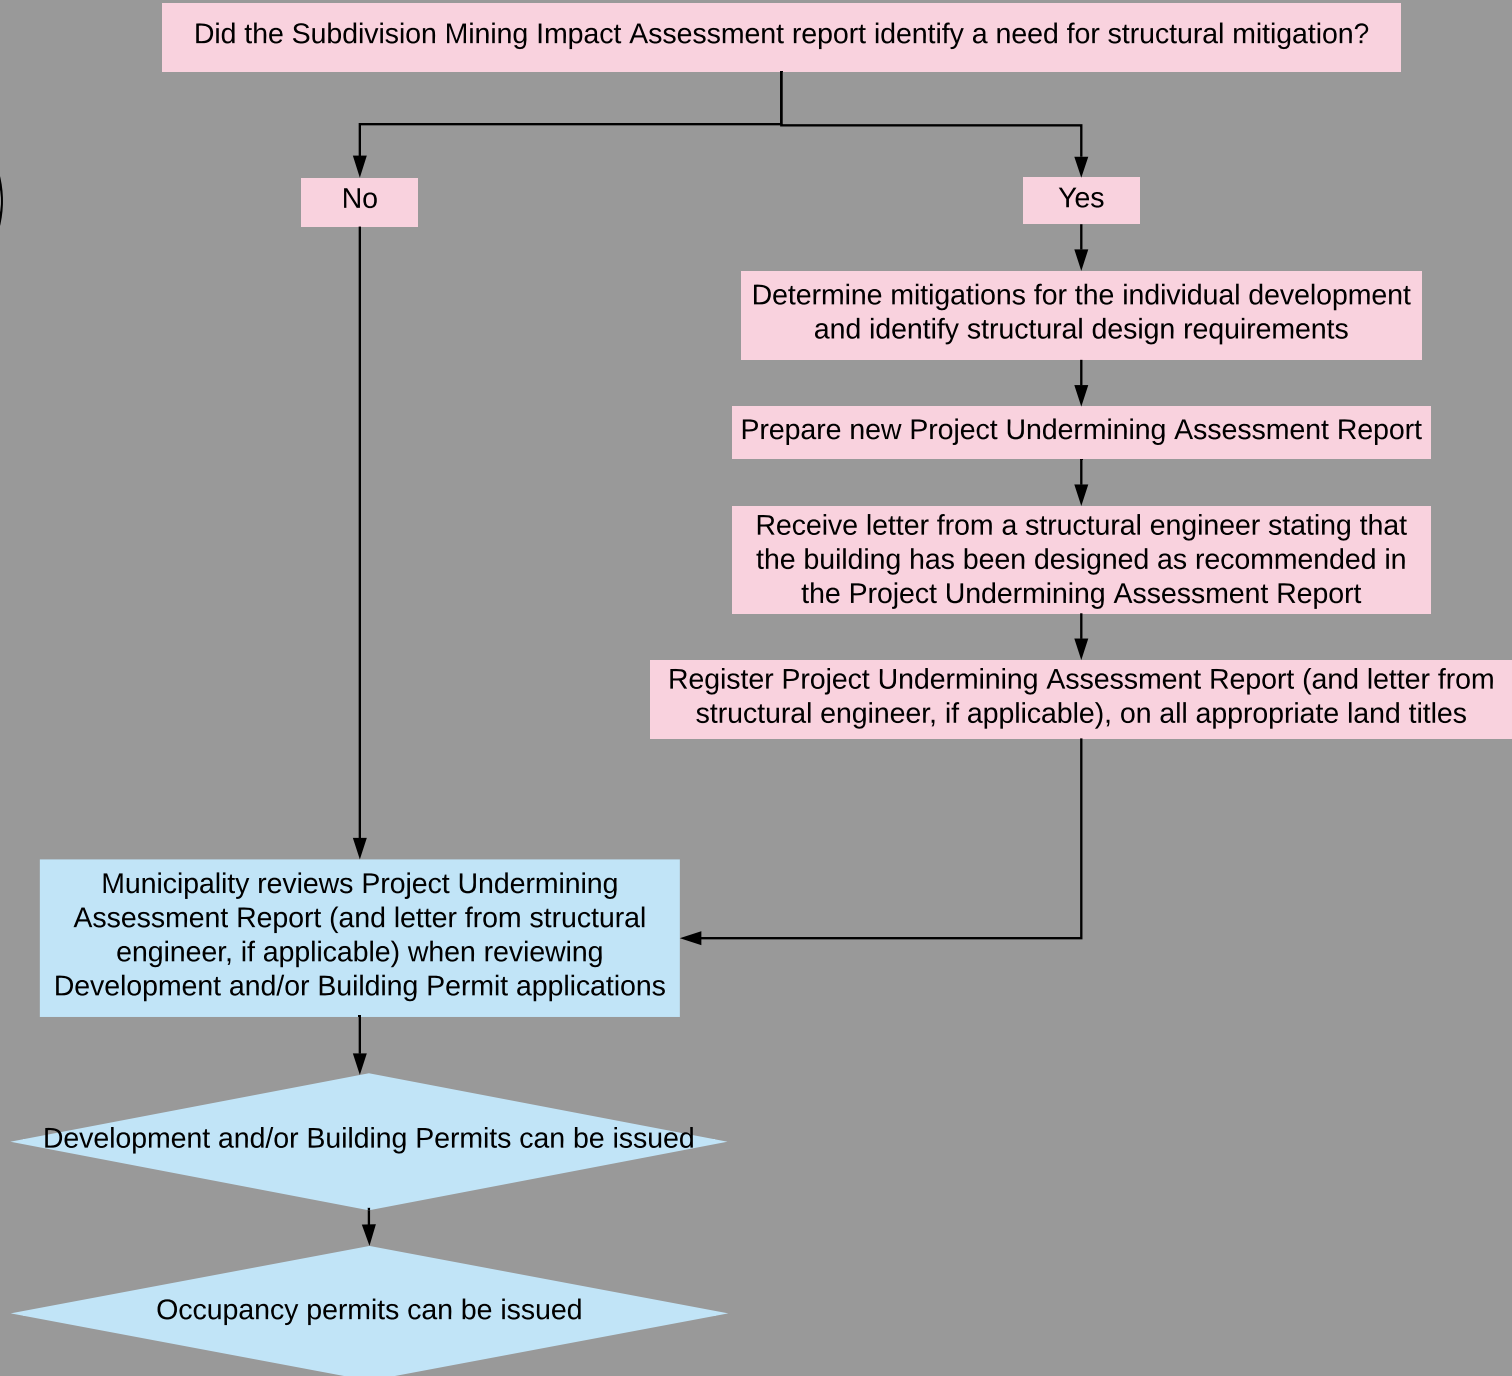 Did the Subdivision Mining Impact Assessment report identify a need for structural mitigation?
No
Yes
Determine mitigations for the individual development
and identify structural design requirements
Prepare new Project Undermining Assessment Report
Receive letter from a structural engineer stating that
the building has been designed as recommended in
the Project Undermining Assessment Report
Register Project Undermining Assessment Report (and letter from
structural engineer, if applicable), on all appropriate land titles
Municipality reviews Project Undermining
Assessment Report (and letter from structural
engineer, if applicable) when reviewing
Development and/or Building Permit applications
Development and/or Building Permits can be issued
Occupancy permits can be issued